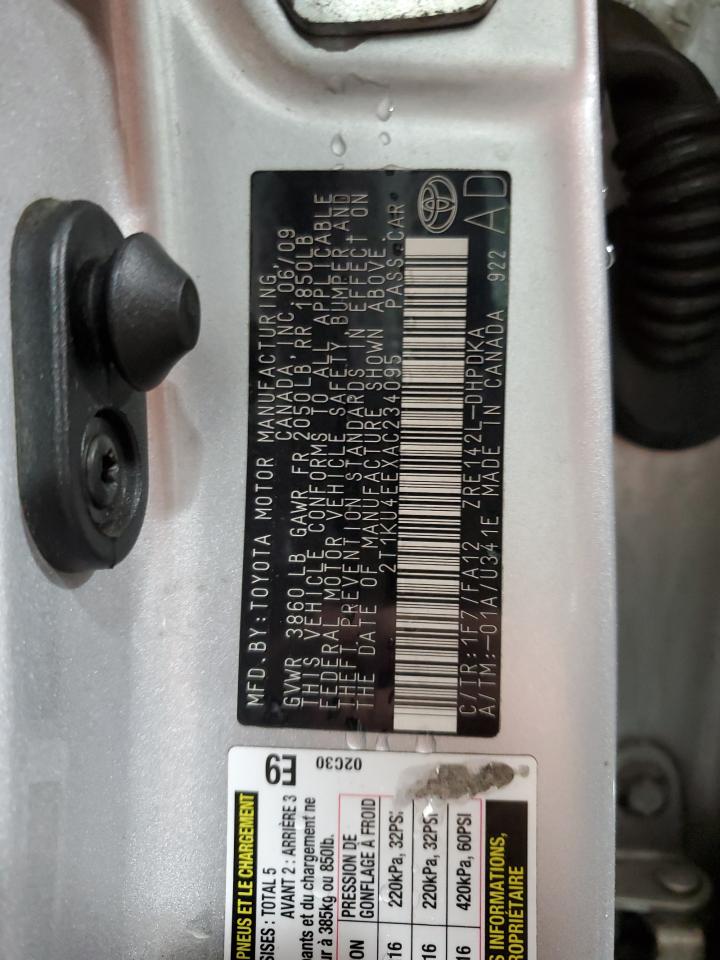 MFD. BY: TOYOTA MOTOR MANUFACTURING
CANADA, INC. 06/09
GVWR 3860LB GAWR FR 2050LB RR 1850LB
THIS VEHICLE CONFORMS TO ALL APPLICABLE
FEDERAL MOTOR VEHICLE SAFETY, BUMPER AND
THEFT PREVENTION STANDARDS IN EFFECT ON
THE DATE OF MANUFACTURE SHOWN ABOVE.
2T1KU4EEXAC234095 PASS. CAR
C/TR: 1F7/FA12 ZRE142L-DHPDKA
A/TM: -01A/U341E MADE IN CANADA 922
AD
E9
02C30
PNEUS ET LE CHARGEMENT
SISES : TOTAL 5
AVANT 2 : ARRIÈRE 3
pants et du chargement ne
r à 385kg ou 850lb.
ON PRESSION DE
GONFLAGE À FROID
16 220kPa, 32PSI
16 220kPa, 32PSI
16 420kPa, 60PSI
S INFORMATIONS,
ROPRIÉTAIRE